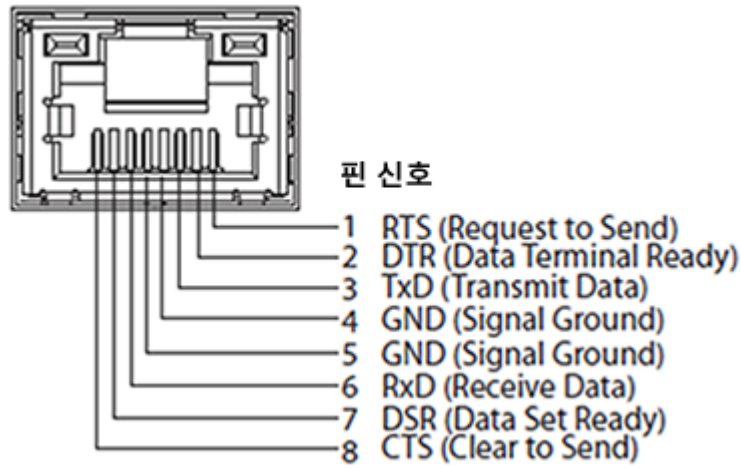 핀 신호
1 RTS (Request to Send)
2 DTR (Data Terminal Ready)
3 TxD (Transmit Data)
4 GND (Signal Ground)
5 GND (Signal Ground)
6 RxD (Receive Data)
7 DSR (Data Set Ready)
8 CTS (Clear to Send)